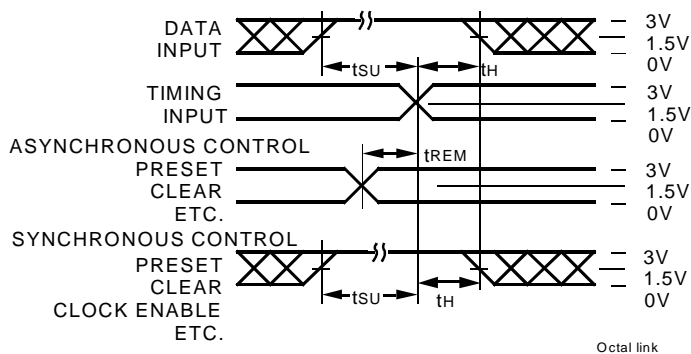 DATA
INPUT
3V
1.5V
0V
tSU
tH
TIMING
INPUT
3V
1.5V
0V
ASYNCHRONOUS CONTROL
PRESET
CLEAR
ETC.
tREM
3V
1.5V
0V
SYNCHRONOUS CONTROL
PRESET
CLEAR
CLOCK ENABLE
ETC.
tSU
tH
3V
1.5V
0V
Octal link